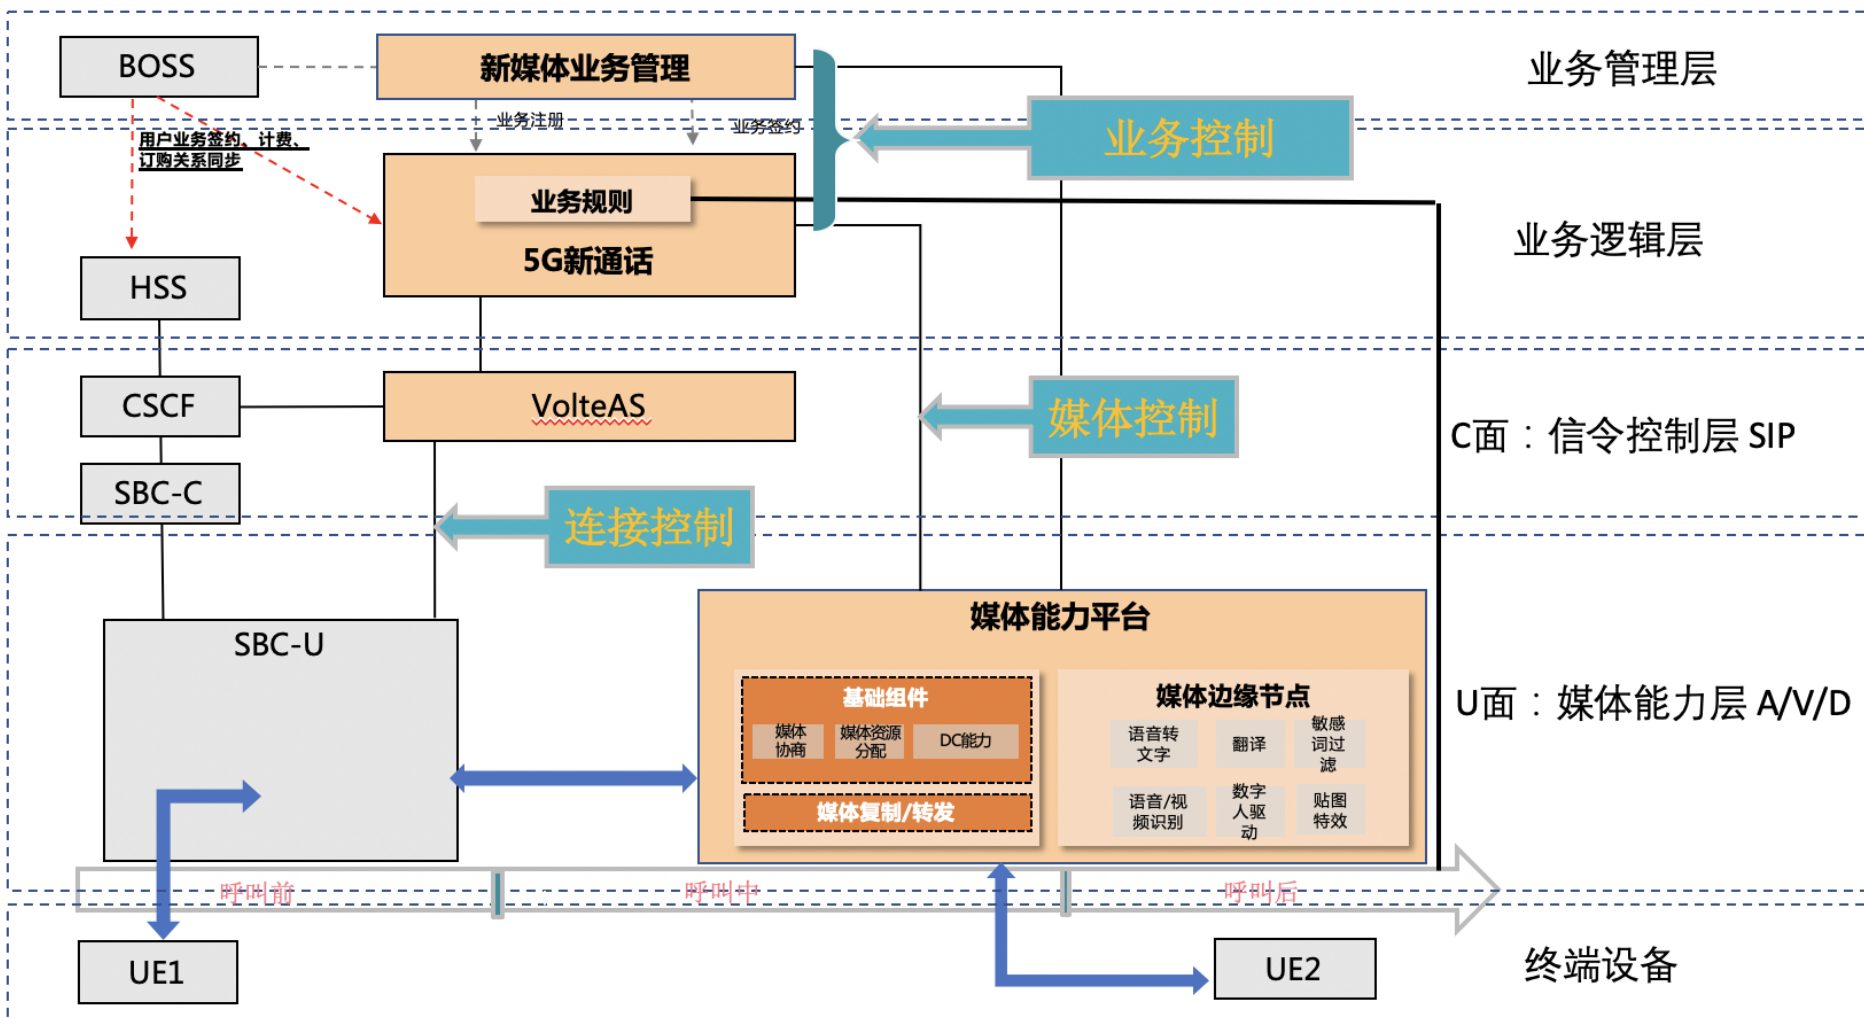 BOSS
新媒体业务管理
业务管理层
业务注册
业务签约
业务控制
用户业务签约、计费、
订购关系同步
业务规则
5G新通话
业务逻辑层
HSS
CSCF
VolteAS
媒体控制
C面：信令控制层 SIP
SBC-C
连接控制
SBC-U
媒体能力平台
基础组件
媒体
协商
媒体资源
分配
DC能力
媒体复制/转发
媒体边缘节点
语音转
文字
翻译
敏感
词过
滤
语音/视
频识别
数字
人驱
动
贴图
特效
U面：媒体能力层 A/V/D
呼叫前
呼叫中
呼叫后
UE1
UE2
终端设备